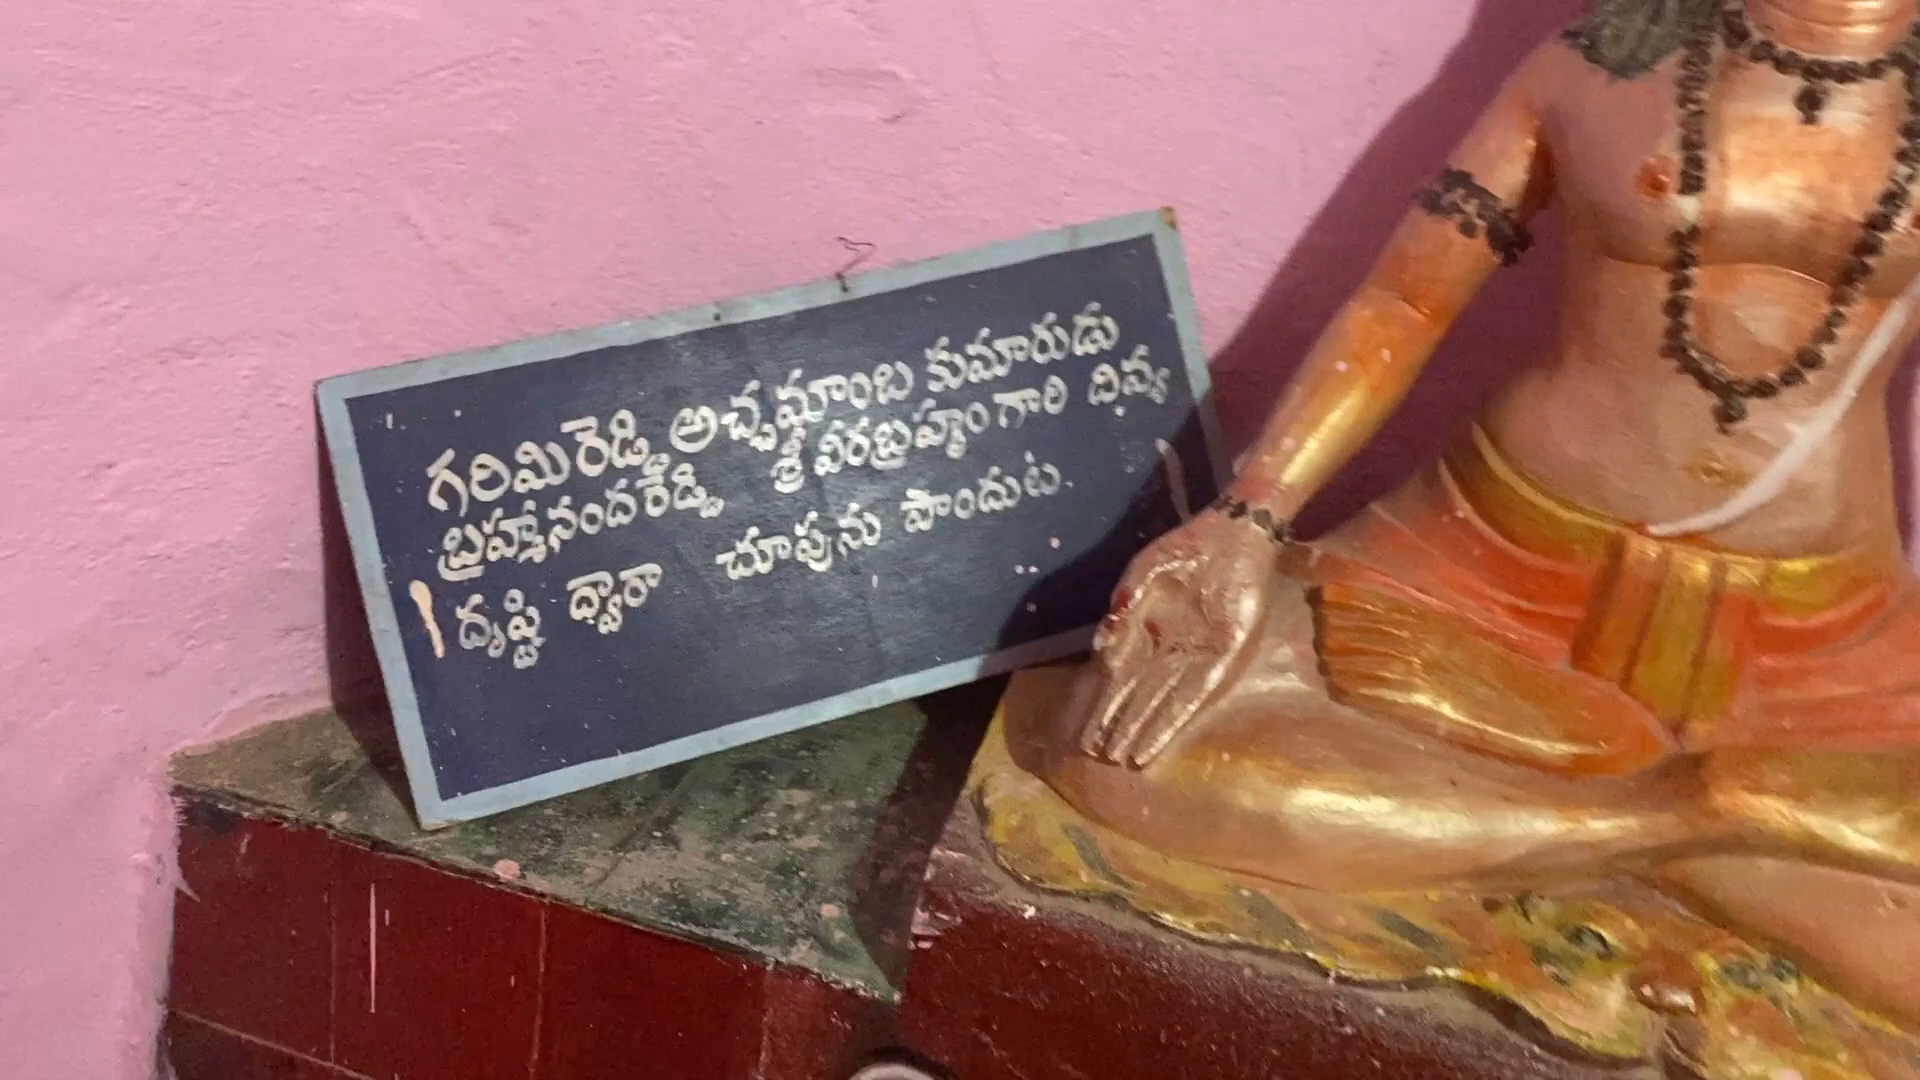 గరిమిరెడ్డి అచ్చమాంబ కుమారుడు
బ్రహ్మానందరెడ్డి శ్రీ వీరబ్రహ్మం గారి దివ్య
దృష్టి ధ్వారా చూపును పొందుట.